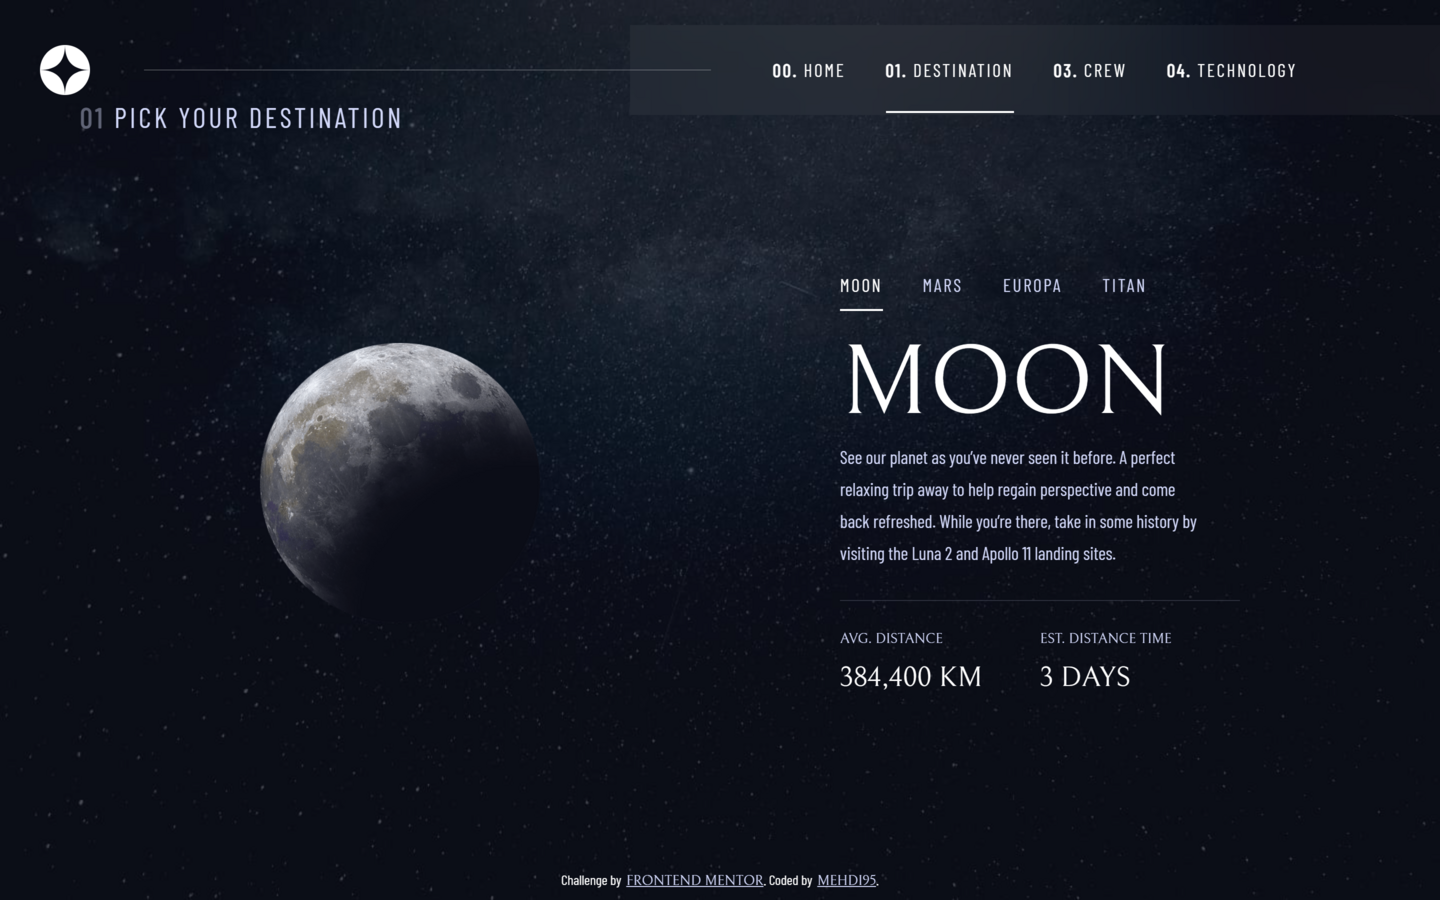 00. HOME 01. DESTINATION 03. CREW 04. TECHNOLOGY
01 PICK YOUR DESTINATION
MOON MARS EUROPA TITAN
MOON
See our planet as you’ve never seen it before. A perfect
relaxing trip away to help regain perspective and come
back refreshed. While you’re there, take in some history by
visiting the Luna 2 and Apollo 11 landing sites.
AVG. DISTANCE EST. DISTANCE TIME
384,400 KM 3 DAYS
Challenge by FRONTEND MENTOR. Coded by MEHDI95.